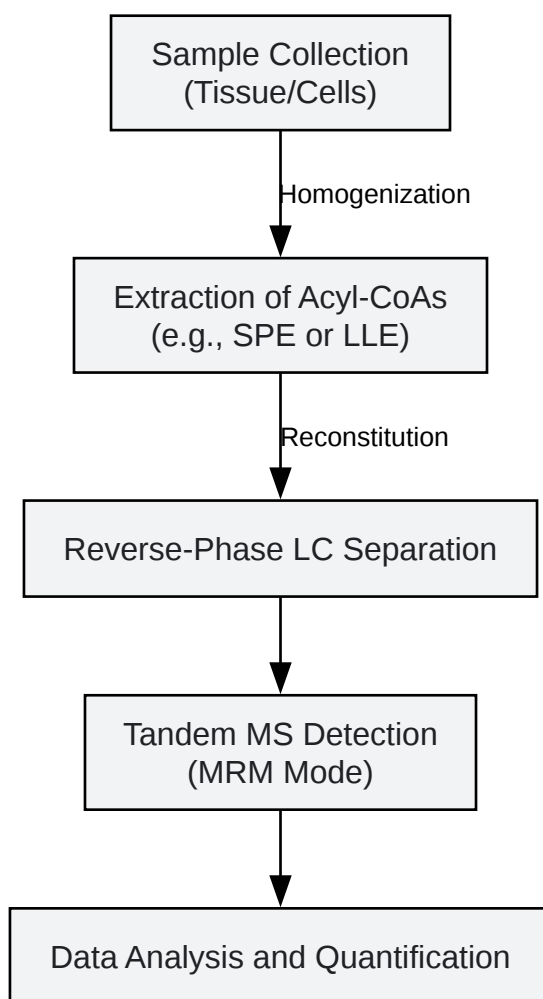 Sample Collection
(Tissue/Cells)
Homogenization
Extraction of Acyl-CoAs
(e.g., SPE or LLE)
Reconstitution
Reverse-Phase LC Separation
Tandem MS Detection
(MRM Mode)
Data Analysis and Quantification